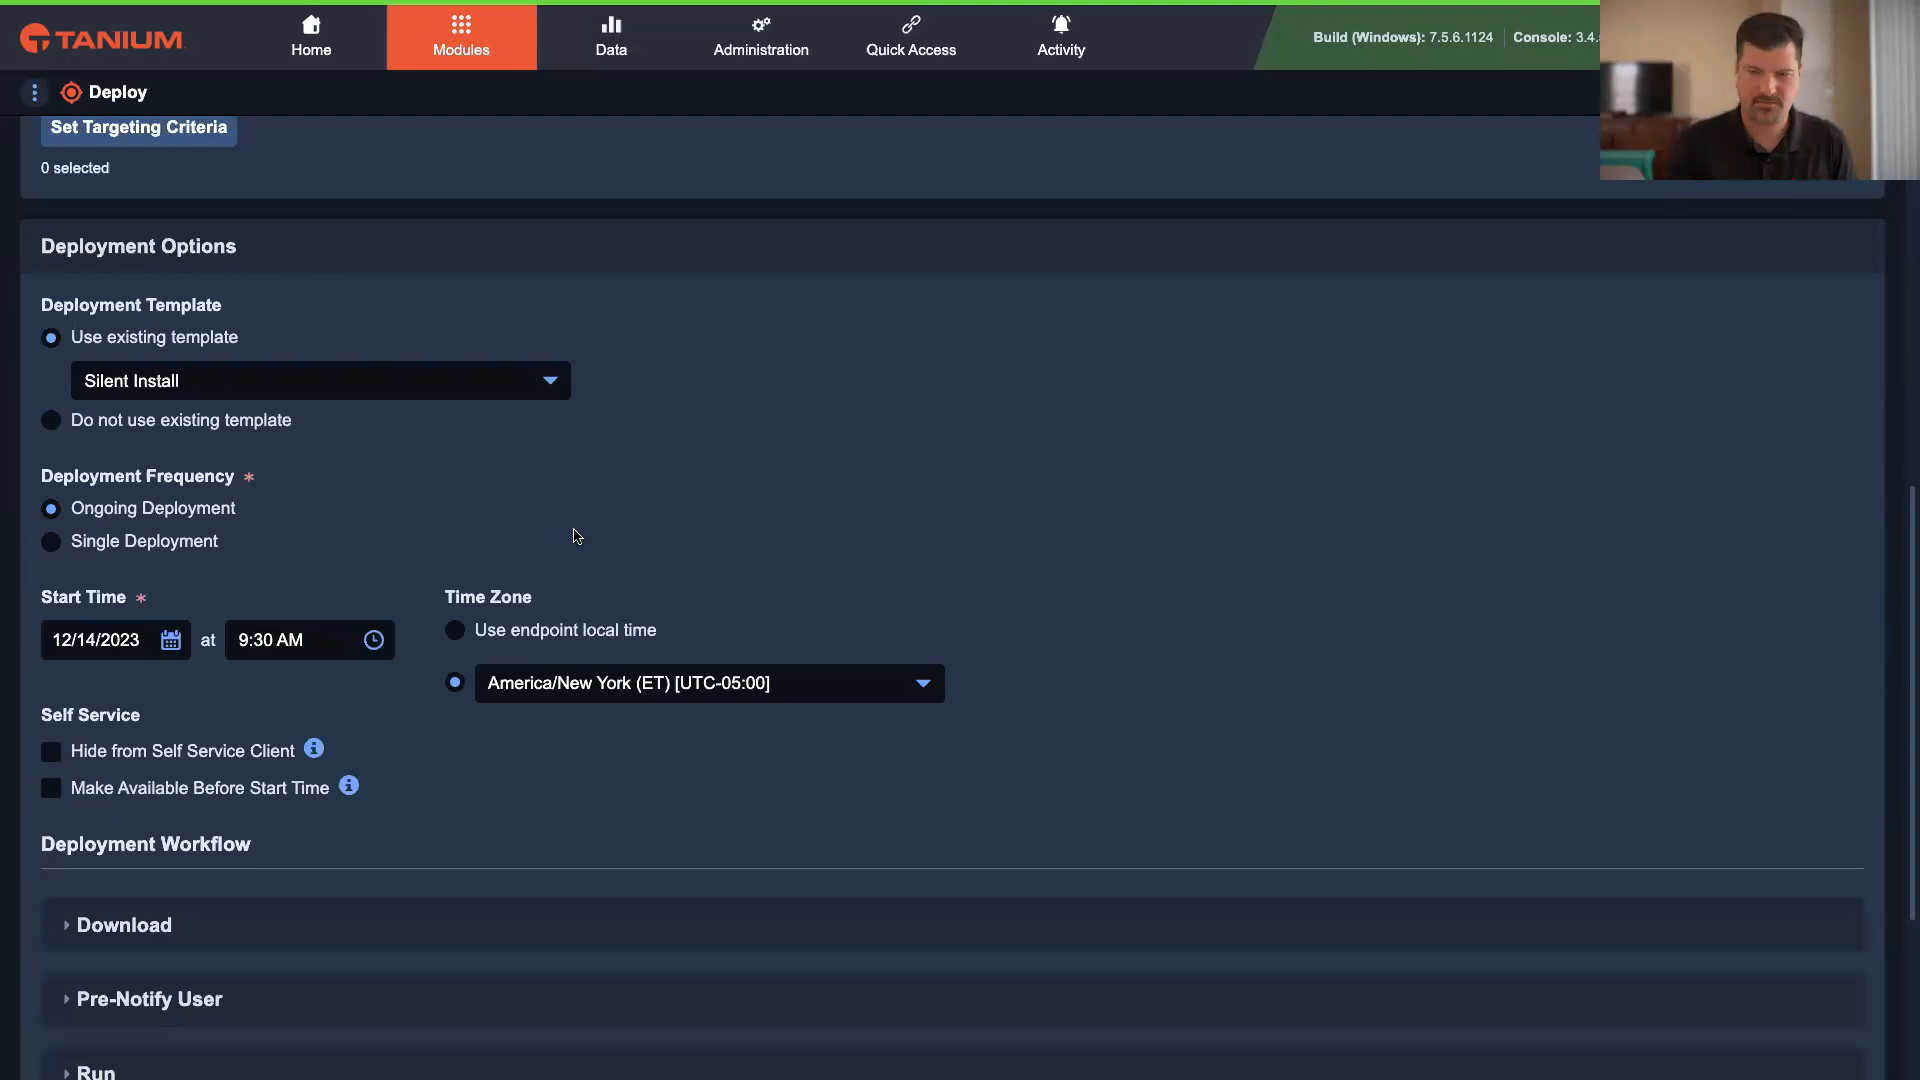 TANIUM
Home
Modules
Data
Administration
Quick Access
Activity
Build (Windows): 7.5.6.1124
Console: 3.4.
Deploy
Set Targeting Criteria
0 selected
Deployment Options
Deployment Template
Use existing template
Silent Install
Do not use existing template
Deployment Frequency *
Ongoing Deployment
Single Deployment
Start Time *
12/14/2023 at 9:30 AM
Time Zone
Use endpoint local time
America/New York (ET) [UTC-05:00]
Self Service
Hide from Self Service Client
Make Available Before Start Time
Deployment Workflow
Download
Pre-Notify User
Run